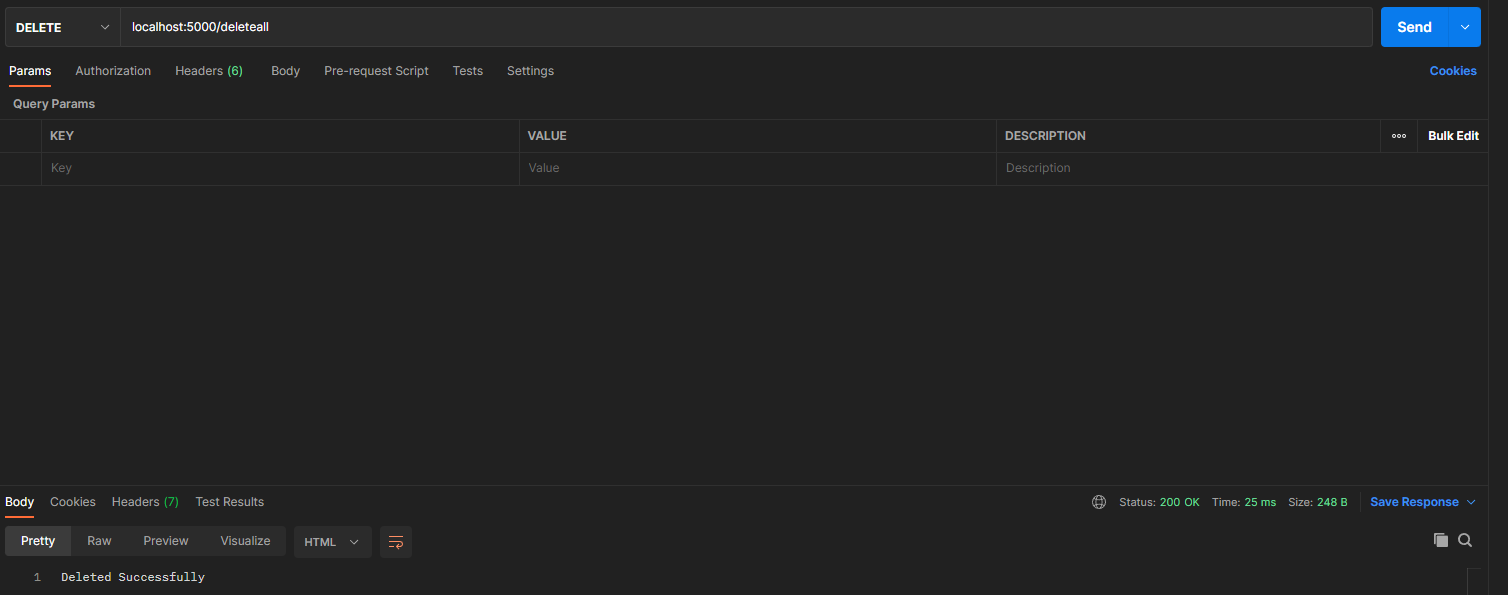 DELETE localhost:5000/deleteall Send
Params Authorization Headers (6) Body Pre-request Script Tests Settings Cookies
Query Params
KEY VALUE DESCRIPTION Bulk Edit
Key Value Description
Body Cookies Headers (7) Test Results Status: 200 OK Time: 25 ms Size: 248 B Save Response
Pretty Raw Preview Visualize HTML
1 Deleted Successfully